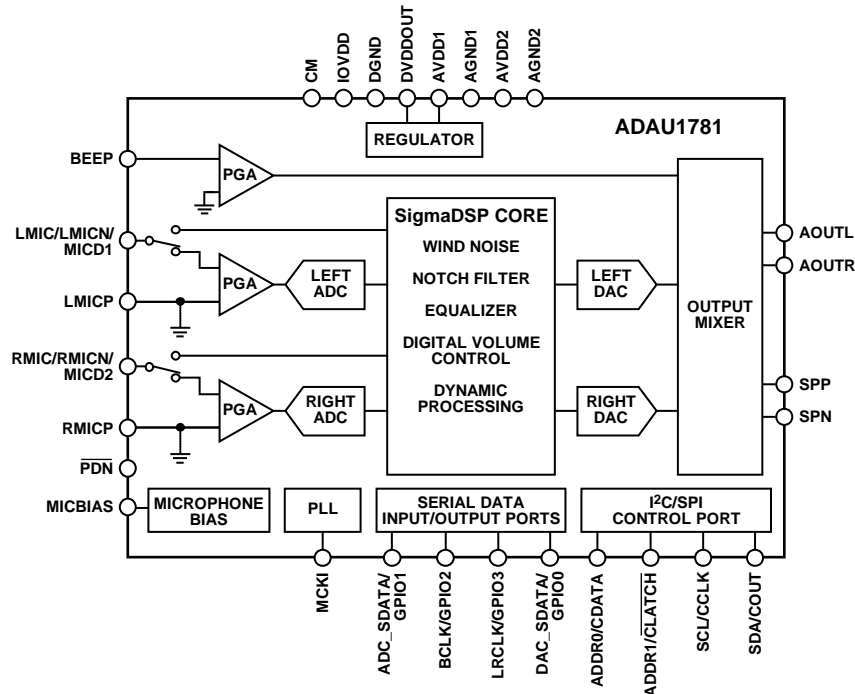 CM
IOVDD
DGND
DVDDOUT
AVDD1
AGND1
AVDD2
AGND2
REGULATOR
ADAU1781
BEEP
PGA
SigmaDSP CORE
WIND NOISE
NOTCH FILTER
EQUALIZER
DIGITAL VOLUME
CONTROL
DYNAMIC
PROCESSING
LMIC/LMICN/
MICD1
PGA
LEFT
ADC
LEFT
DAC
OUTPUT
MIXER
AOUTL
AOUTR
LMICP
RMIC/RMICN/
MICD2
PGA
RIGHT
ADC
RIGHT
DAC
SPP
SPN
RMICP
PDN
MICBIAS
MICROPHONE
BIAS
PLL
SERIAL DATA
INPUT/OUTPUT PORTS
I2C/SPI
CONTROL PORT
MCKI
ADC_SDATA/
GPIO1
BCLK/GPIO2
LRCLK/GPIO3
DAC_SDATA/
GPIO0
ADDR0/CDATA
ADDR1/CLATCH
SCL/CCLK
SDA/COUT